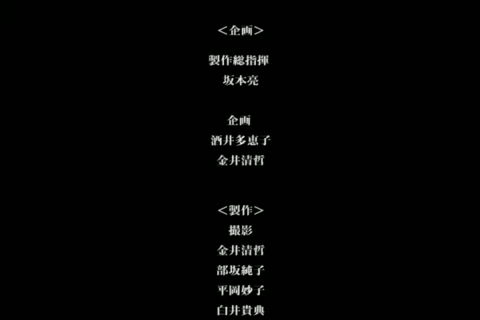 ＜企画＞
製作総指揮
坂本亮
企画
酒井多恵子
金井清哲
＜製作＞
撮影
金井清哲
部坂純子
平岡妙子
白井貴典